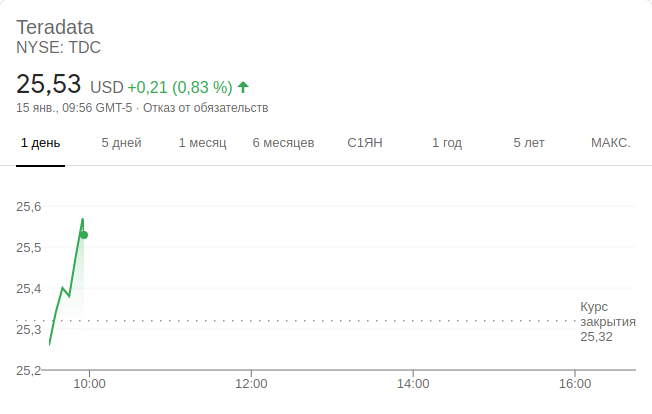 Teradata
NYSE: TDC
25,53 USD +0,21 (0,83 %)
15 янв., 09:56 GMT-5 · Отказ от обязательств
1 день 5 дней 1 месяц 6 месяцев С1ЯН 1 год 5 лет МАКС.
25,6
25,5
25,4
25,3
25,2
Курс
закрытия
25,32
10:00 12:00 14:00 16:00